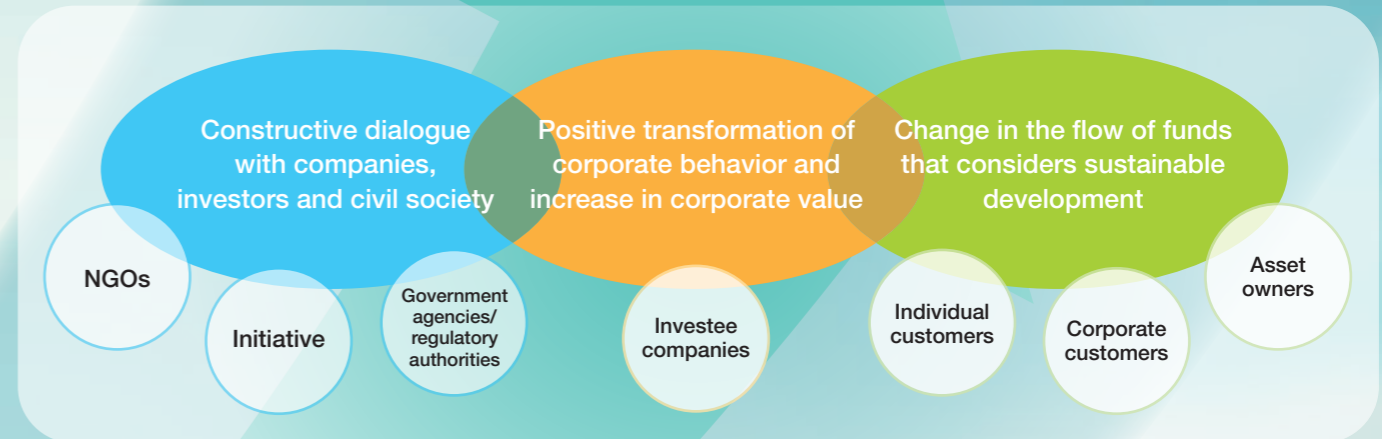 Constructive dialogue
with companies,
investors and civil society
Positive transformation of
corporate behavior and
increase in corporate value
Change in the flow of funds
that considers sustainable
development
NGOs
Initiative
Government
agencies/
regulatory
authorities
Investee
companies
Individual
customers
Corporate
customers
Asset
owners